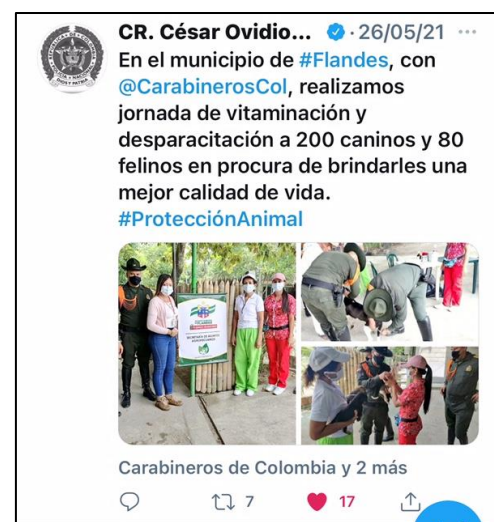 CR. César Ovidio... · 26/05/21 ···
En el municipio de #Flandes, con
@CarabinerosCol, realizamos
jornada de vitaminación y
desparacitación a 200 caninos y 80
felinos en procura de brindarles una
mejor calidad de vida.
#ProtecciónAnimal
Carabineros de Colombia y 2 más
7
17